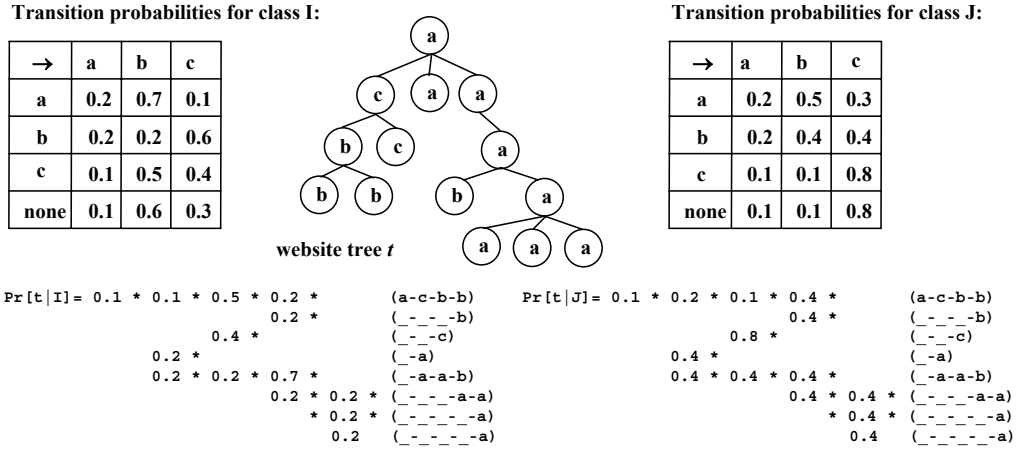 Transition probabilities for class I:
→ a b c
a 0.2 0.7 0.1
b 0.2 0.2 0.6
c 0.1 0.5 0.4
none 0.1 0.6 0.3
a
c a a
b c a
b b b a
a a a
website tree t
Transition probabilities for class J:
→ a b c
a 0.2 0.5 0.3
b 0.2 0.4 0.4
c 0.1 0.1 0.8
none 0.1 0.1 0.8
Pr[t|I]= 0.1 * 0.1 * 0.5 * 0.2 * (a-c-b-b)
0.2 * (_-_-_-b)
0.4 * (_-_-c)
0.2 * (_-a)
0.2 * 0.2 * 0.7 * (_-a-a-b)
0.2 * 0.2 * (_-_-_-a-a)
* 0.2 * (_-_-_-_-a)
0.2 (_-_-_-_-a)
Pr[t|J]= 0.1 * 0.2 * 0.1 * 0.4 * (a-c-b-b)
0.4 * (_-_-_-b)
0.8 * (_-_-c)
0.4 * (_-a)
0.4 * 0.4 * 0.4 * (_-a-a-b)
0.4 * 0.4 * (_-_-_-a-a)
* 0.4 * (_-_-_-_-a)
0.4 (_-_-_-_-a)